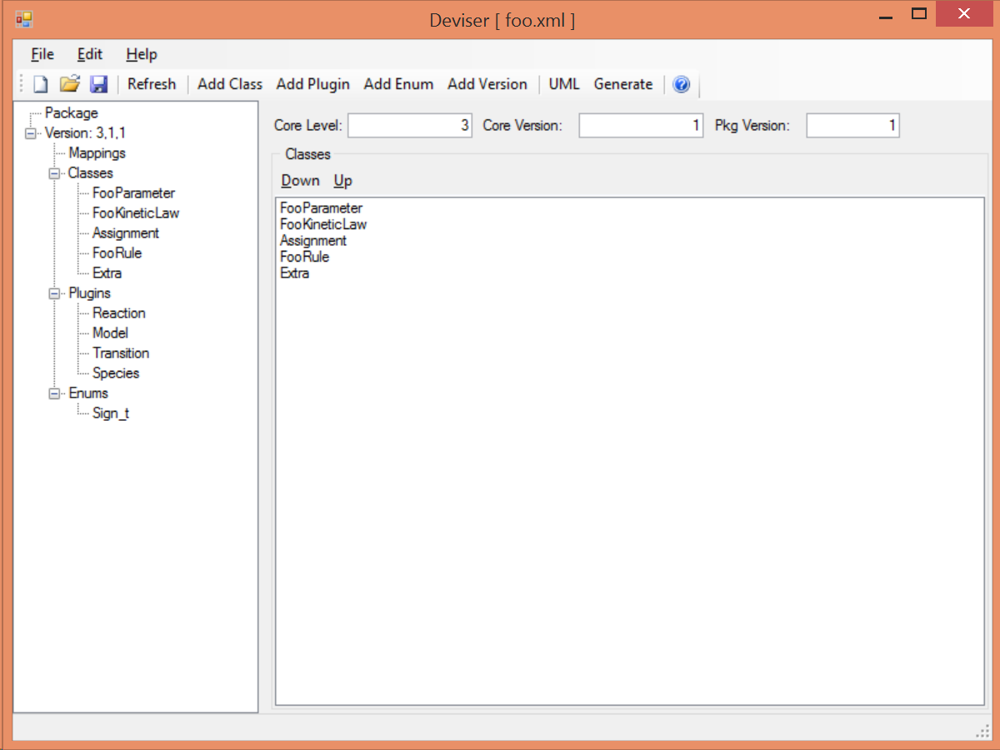 Deviser [ foo.xml ]
File Edit Help
Refresh Add Class Add Plugin Add Enum Add Version UML Generate ?
Package
Version: 3,1,1
Mappings
Classes
FooParameter
FooKineticLaw
Assignment
FooRule
Extra
Plugins
Reaction
Model
Transition
Species
Enums
Sign_t
Core Level: 3 Core Version: 1 Pkg Version: 1
Classes
Down Up
FooParameter
FooKineticLaw
Assignment
FooRule
Extra